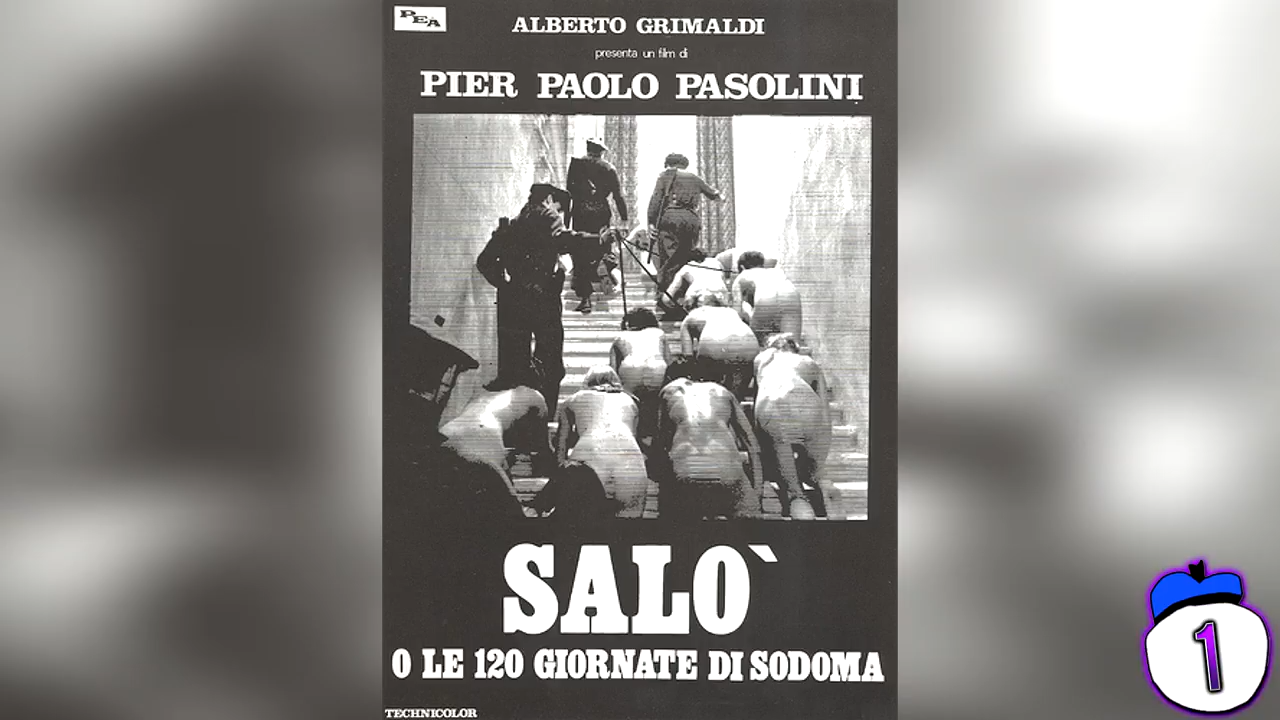 PEA
ALBERTO GRIMALDI
presenta un film di
PIER PAOLO PASOLINI
SALO`
O LE 120 GIORNATE DI SODOMA
TECHNICOLOR
1